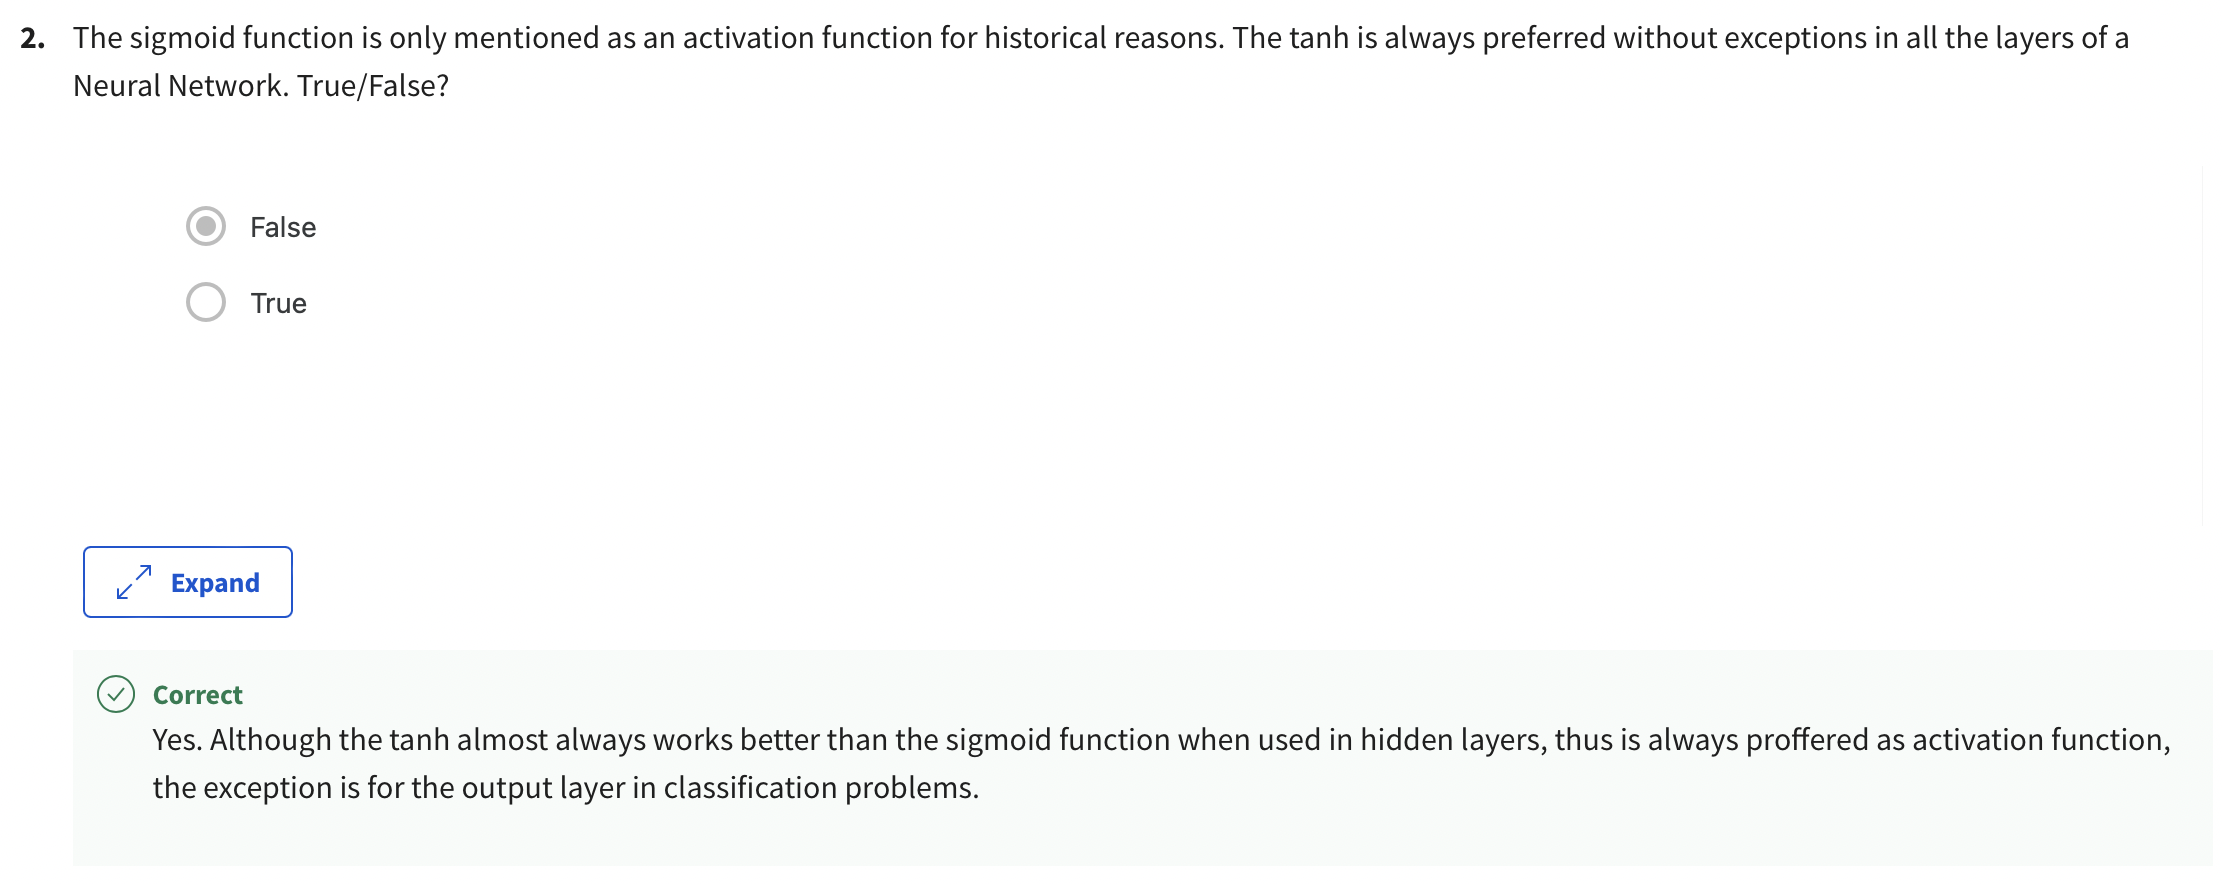 2. The sigmoid function is only mentioned as an activation function for historical reasons. The tanh is always preferred without exceptions in all the layers of a
Neural Network. True/False?
False
True
Expand
Correct
Yes. Although the tanh almost always works better than the sigmoid function when used in hidden layers, thus is always proffered as activation function,
the exception is for the output layer in classification problems.